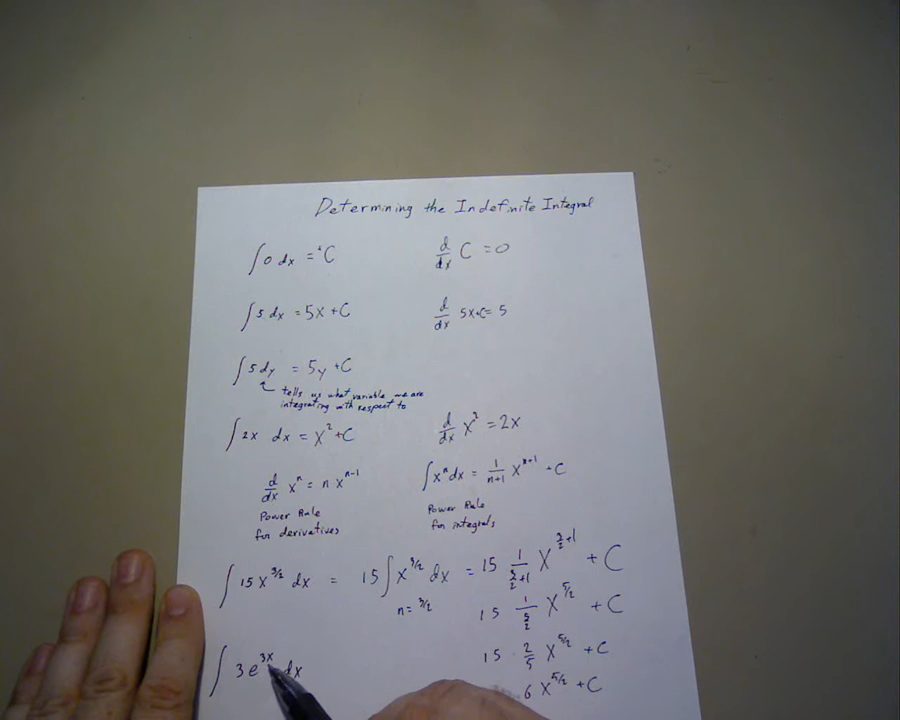 Determining the Indefinite Integral
∫ 0 dx = ⁺C    d/dx C = 0
∫ 5 dx = 5x + C    d/dx 5x+C = 5
∫ 5 dy = 5y + C
tells us what variable we are
integrating with respect to
∫ 2x dx = x² + C    d/dx x² = 2x
d/dx xⁿ = n xⁿ⁻¹    ∫ xⁿ dx = 1/(n+1) xⁿ⁺¹ + C
Power Rule    Power Rule
for derivatives    for integrals
∫ 15 x^(3/2) dx = 15 ∫ x^(3/2) dx = 15 1/(3/2+1) x^(3/2+1) + C
n = 3/2    15 1/(5/2) x^(5/2) + C
15 · 2/5 x^(5/2) + C
∫ 3e^(3x) dx    6 x^(5/2) + C